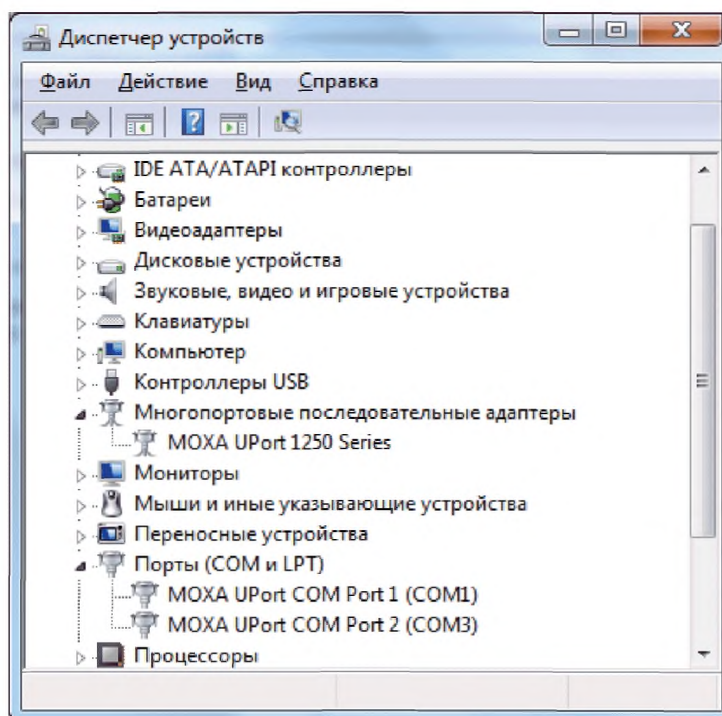 Диспетчер устройств
Файл Действие Вид Справка
IDE ATA/ATAPI контроллеры
Батареи
Видеоадаптеры
Дисковые устройства
Звуковые, видео и игровые устройства
Клавиатуры
Компьютер
Контроллеры USB
Многопортовые последовательные адаптеры
MOXA UPort 1250 Series
Мониторы
Мыши и иные указывающие устройства
Переносные устройства
Порты (COM и LPT)
MOXA UPort COM Port 1 (COM1)
MOXA UPort COM Port 2 (COM3)
Процессоры